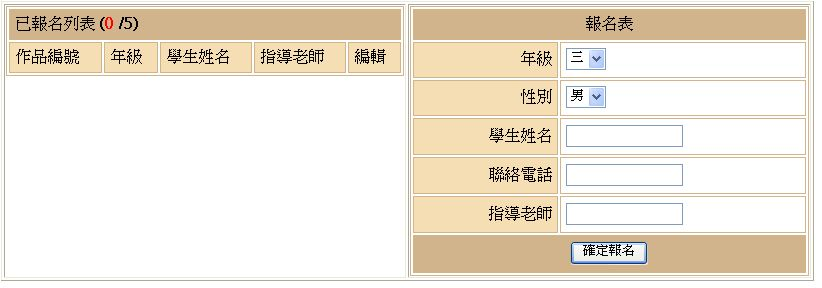 已報名列表 (0 /5)
作品編號 年級 學生姓名 指導老師 編輯
報名表
年級 三
性別 男
學生姓名
聯絡電話
指導老師
確定報名